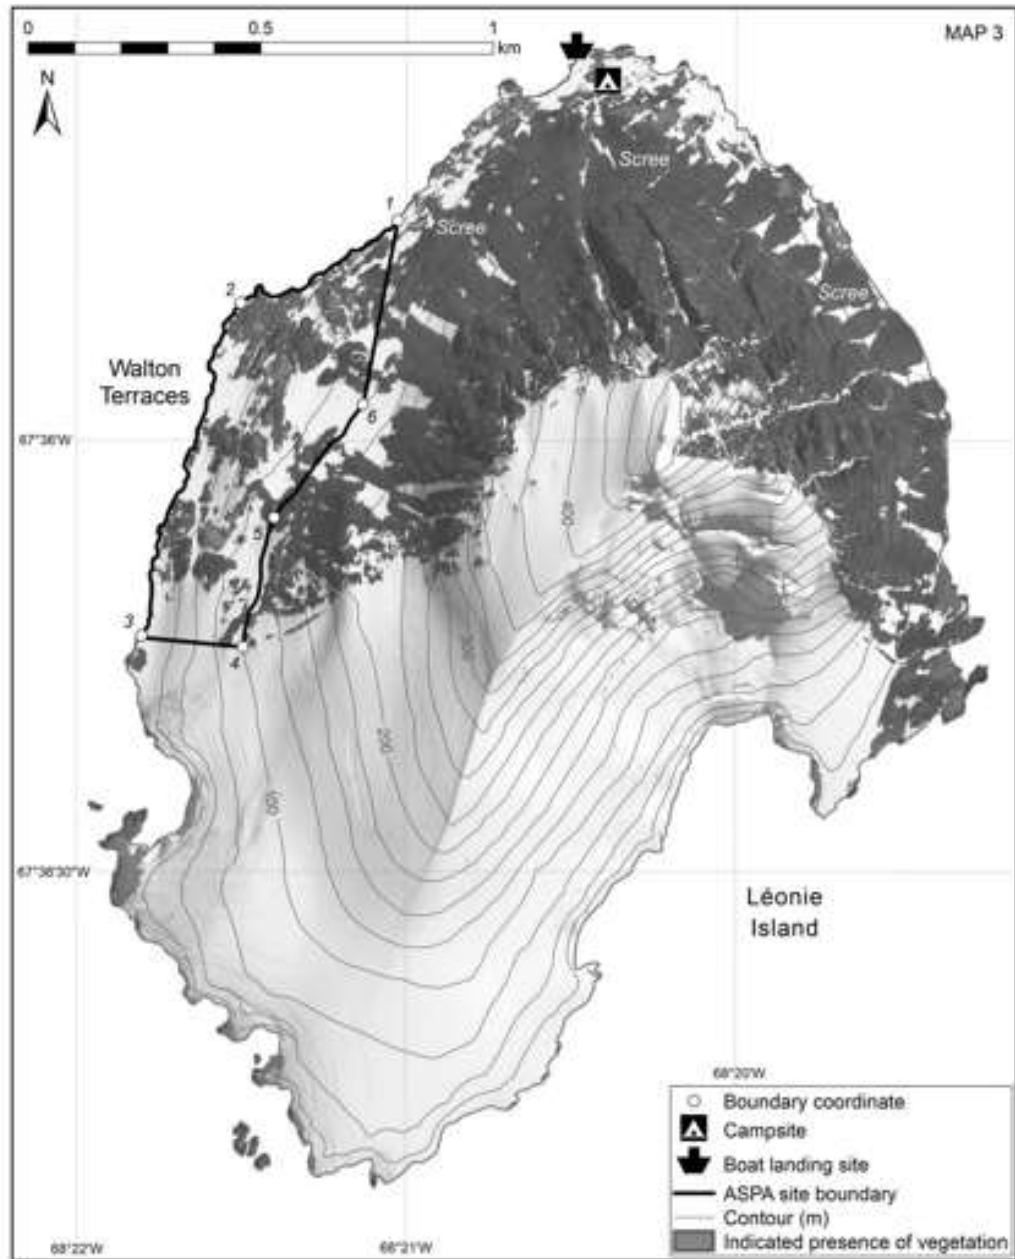 0 0.5 1
km
MAP 3
N
Scree
1
Scree
2
Scree
Walton
Terraces
6
67°36'W
400
5
3
4
300
200
100
67°36'30"W
Léonie
Island
68°20'W
Boundary coordinate
Campsite
Boat landing site
ASPA site boundary
Contour (m)
Indicated presence of vegetation
68°22'W
68°21'W